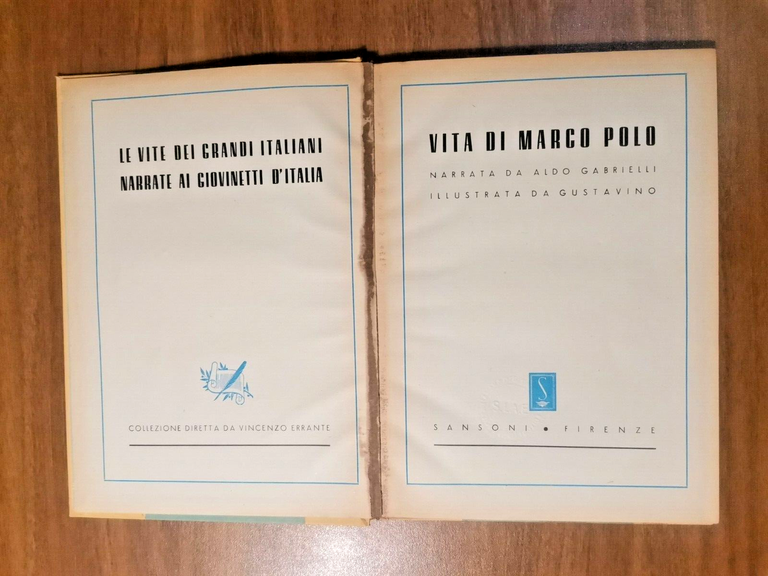 LE VITE DEI GRANDI ITALIANI
NARRATE AI GIOVINETTI D'ITALIA
COLLEZIONE DIRETTA DA VINCENZO ERRANTE
VITA DI MARCO POLO
NARRATA DA ALDO GABRIELLI
ILLUSTRATA DA GUSTAVINO
S
SANSONI • FIRENZE